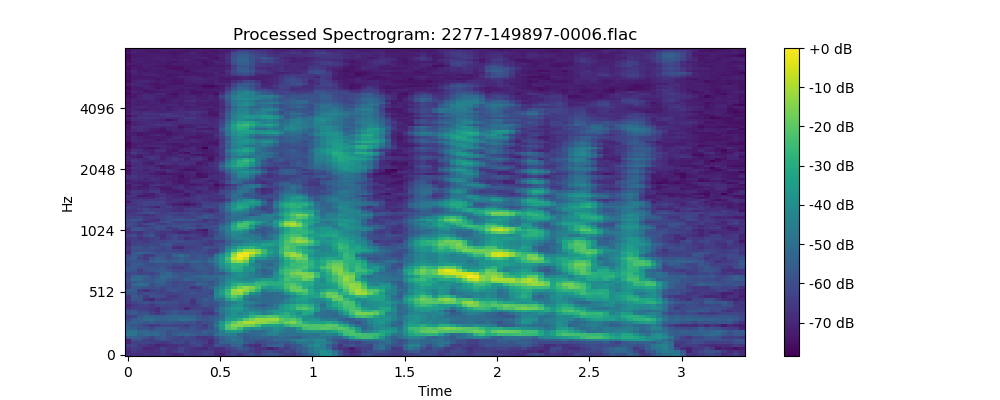 Processed Spectrogram: 2277-149897-0006.flac
Hz
4096
2048
1024
512
0
0 0.5 1 1.5 2 2.5 3
Time
+0 dB
-10 dB
-20 dB
-30 dB
-40 dB
-50 dB
-60 dB
-70 dB